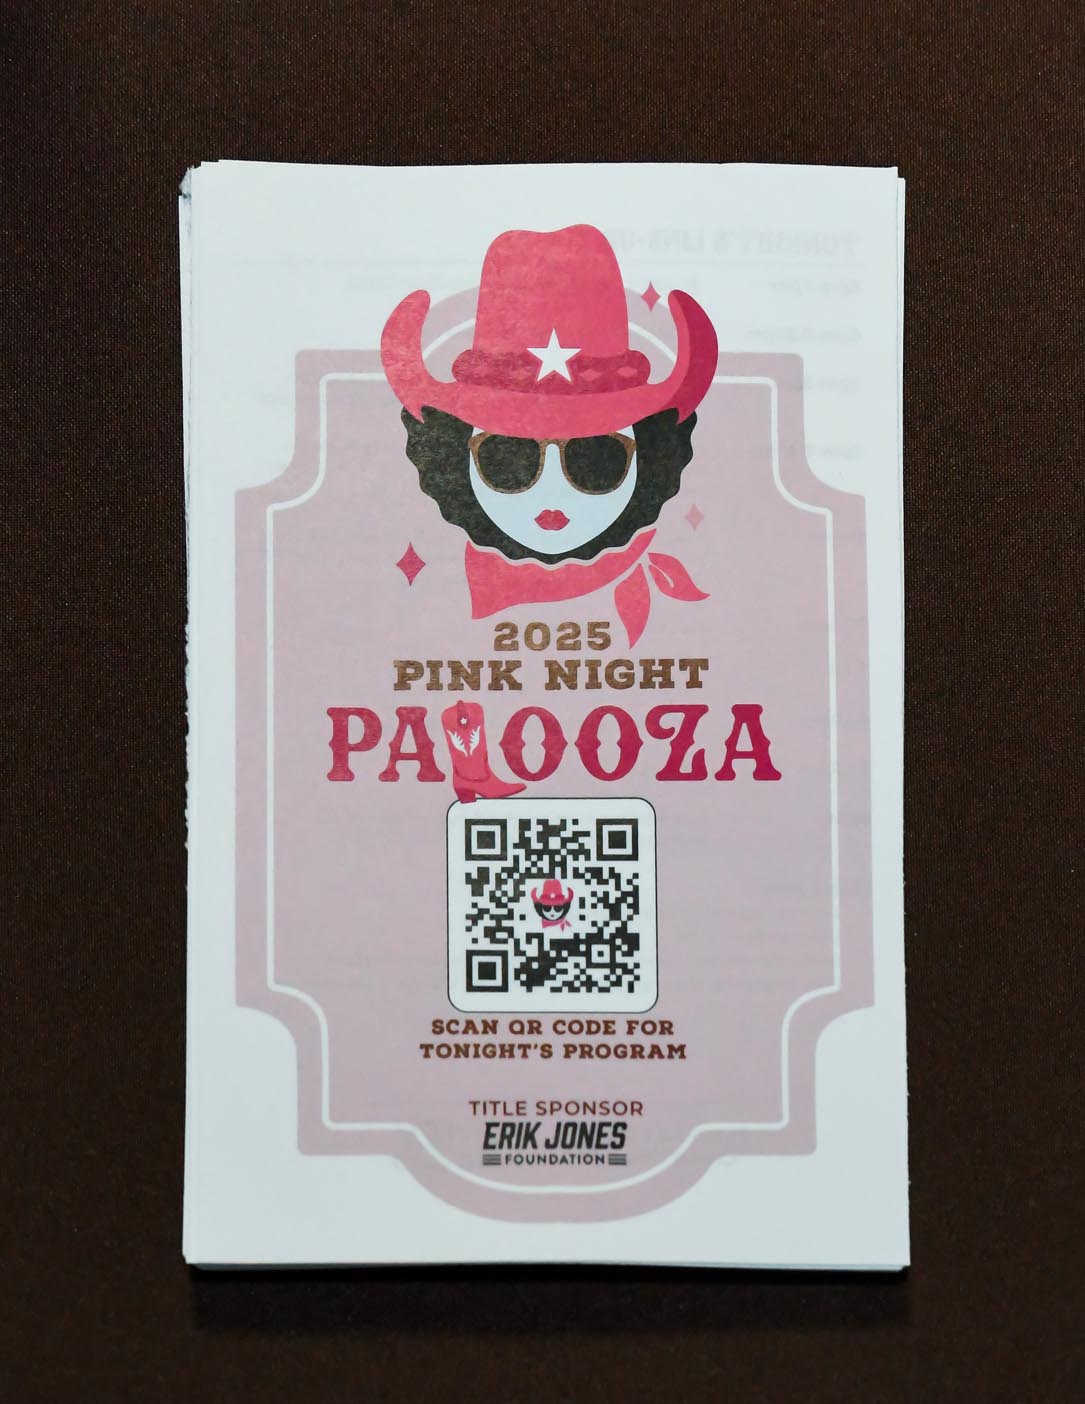 2025
PINK NIGHT
PALOOZA
SCAN QR CODE FOR
TONIGHT'S PROGRAM
TITLE SPONSOR
ERIK JONES
FOUNDATION